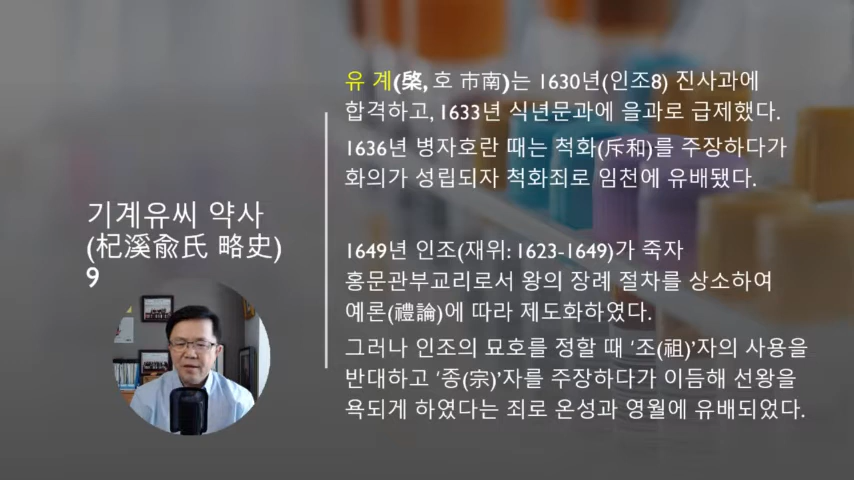 기계유씨 약사
(杞溪兪氏 略史)
9
유 계(棨, 호 市南)는 1630년(인조8) 진사과에
합격하고, 1633년 식년문과에 을과로 급제했다.
1636년 병자호란 때는 척화(斥和)를 주장하다가
화의가 성립되자 척화죄로 임천에 유배됐다.
1649년 인조(재위: 1623-1649)가 죽자
홍문관부교리로서 왕의 장례 절차를 상소하여
예론(禮論)에 따라 제도화하였다.
그러나 인조의 묘호를 정할 때 ‘조(祖)’자의 사용을
반대하고 ‘종(宗)’자를 주장하다가 이듬해 선왕을
욕되게 하였다는 죄로 온성과 영월에 유배되었다.